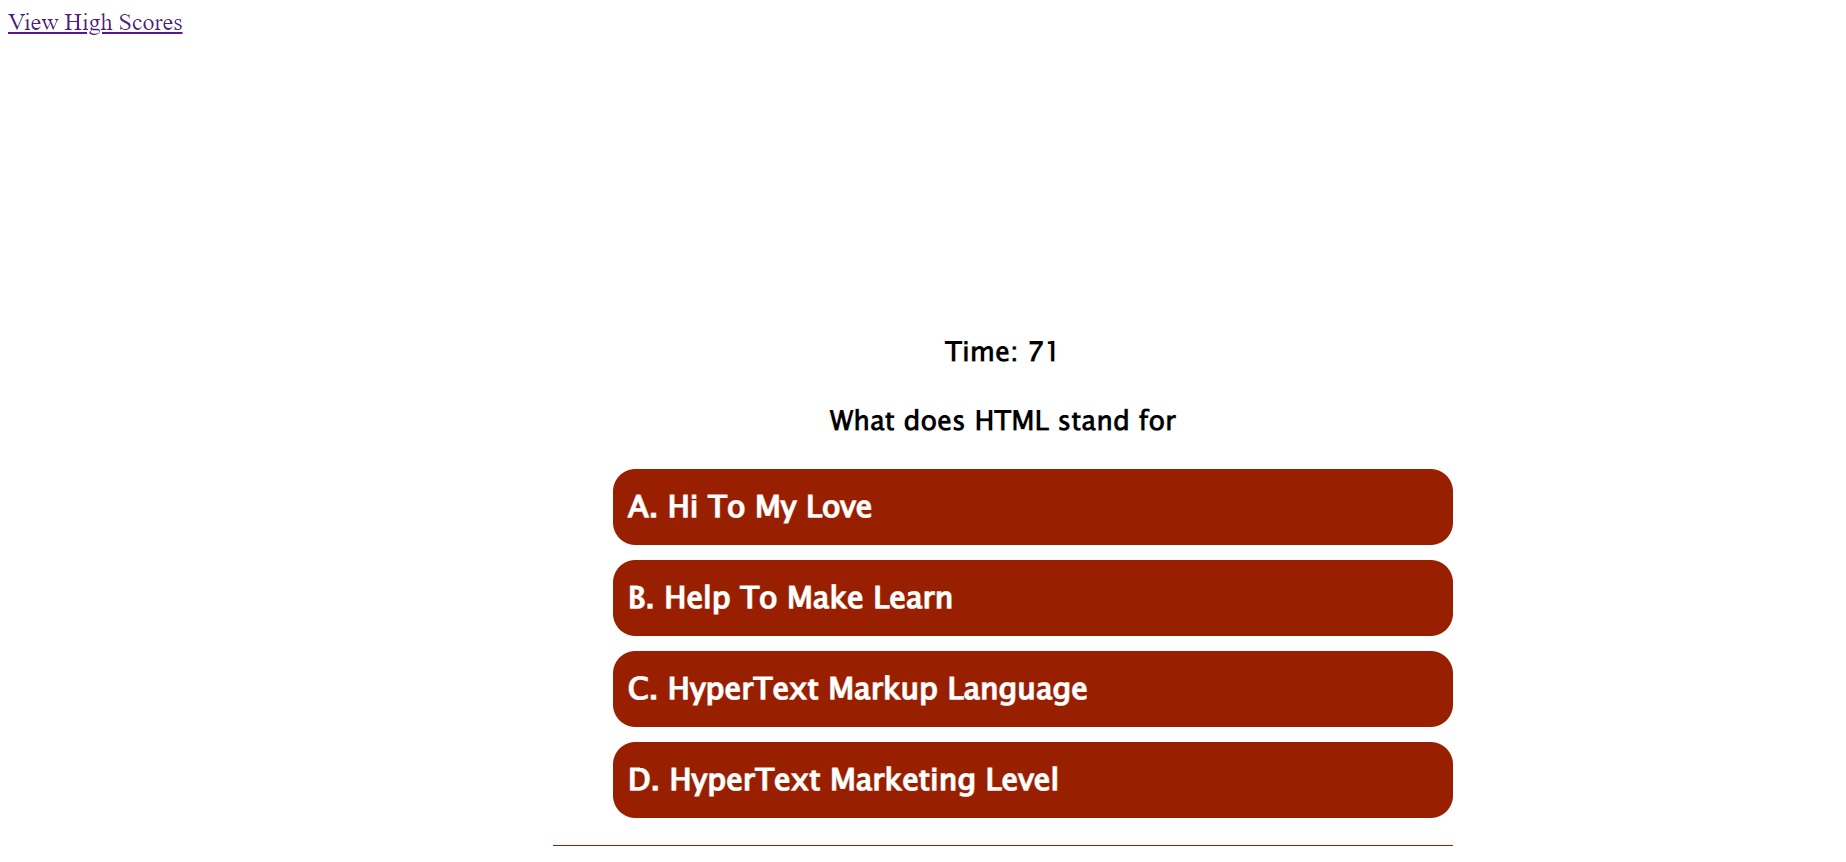 View High Scores
Time: 71
What does HTML stand for
A. Hi To My Love
B. Help To Make Learn
C. HyperText Markup Language
D. HyperText Marketing Level